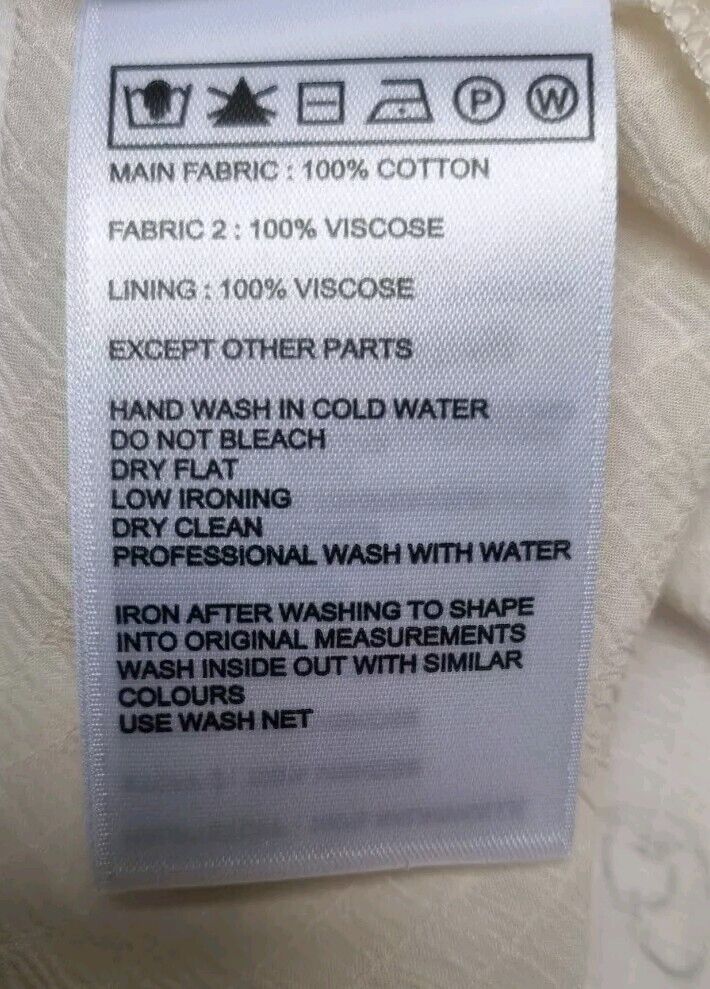 P W
MAIN FABRIC : 100% COTTON
FABRIC 2 : 100% VISCOSE
LINING : 100% VISCOSE
EXCEPT OTHER PARTS
HAND WASH IN COLD WATER
DO NOT BLEACH
DRY FLAT
LOW IRONING
DRY CLEAN
PROFESSIONAL WASH WITH WATER
IRON AFTER WASHING TO SHAPE
INTO ORIGINAL MEASUREMENTS
WASH INSIDE OUT WITH SIMILAR
COLOURS
USE WASH NET